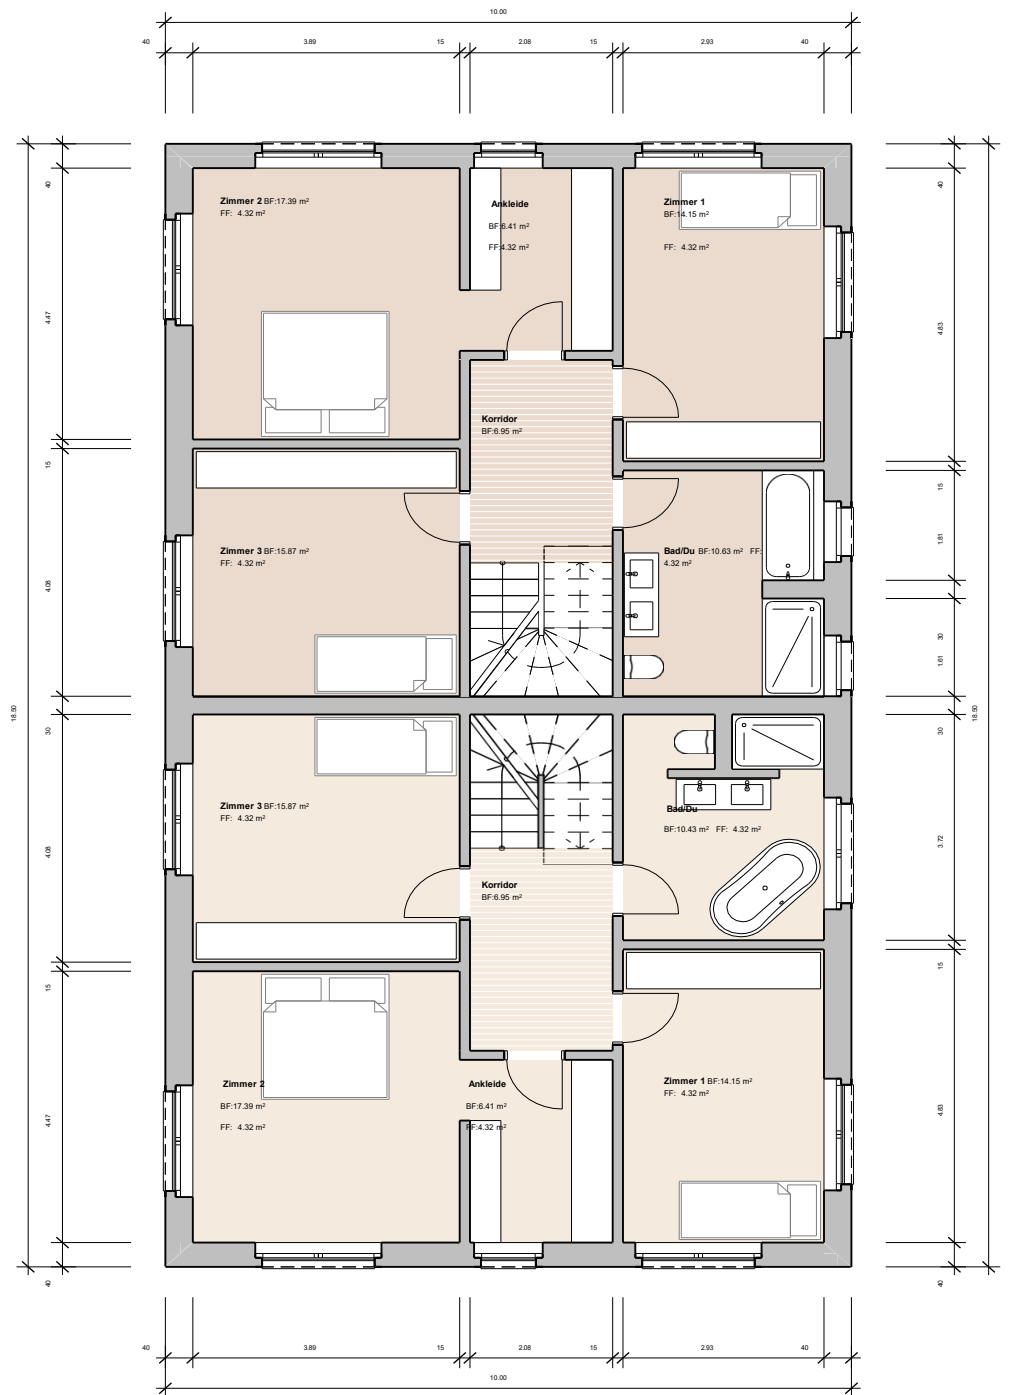 10.00
40 3.89 15 2.08 15 2.93 40
40
40
Zimmer 2 BF:17.39 m²
FF: 4.32 m²
Ankleide
BF:6.41 m²
FF:4.32 m²
Zimmer 1
BF:14.15 m²
FF: 4.32 m²
4.47
4.83
Korridor
BF:6.95 m²
15
15
Zimmer 3 BF:15.87 m²
FF: 4.32 m²
Bad/Du BF:10.63 m² FF:
4.32 m²
1.81
4.08
30
1.61
18.50
18.50
30
30
Zimmer 3 BF:15.87 m²
FF: 4.32 m²
Bad/Du
BF:10.43 m² FF: 4.32 m²
4.08
3.72
Korridor
BF:6.95 m²
15
15
Zimmer 2
BF:17.39 m²
FF: 4.32 m²
Ankleide
BF:6.41 m²
FF:4.32 m²
Zimmer 1 BF:14.15 m²
FF: 4.32 m²
4.47
4.83
40
40
40 3.89 15 2.08 15 2.93 40
10.00